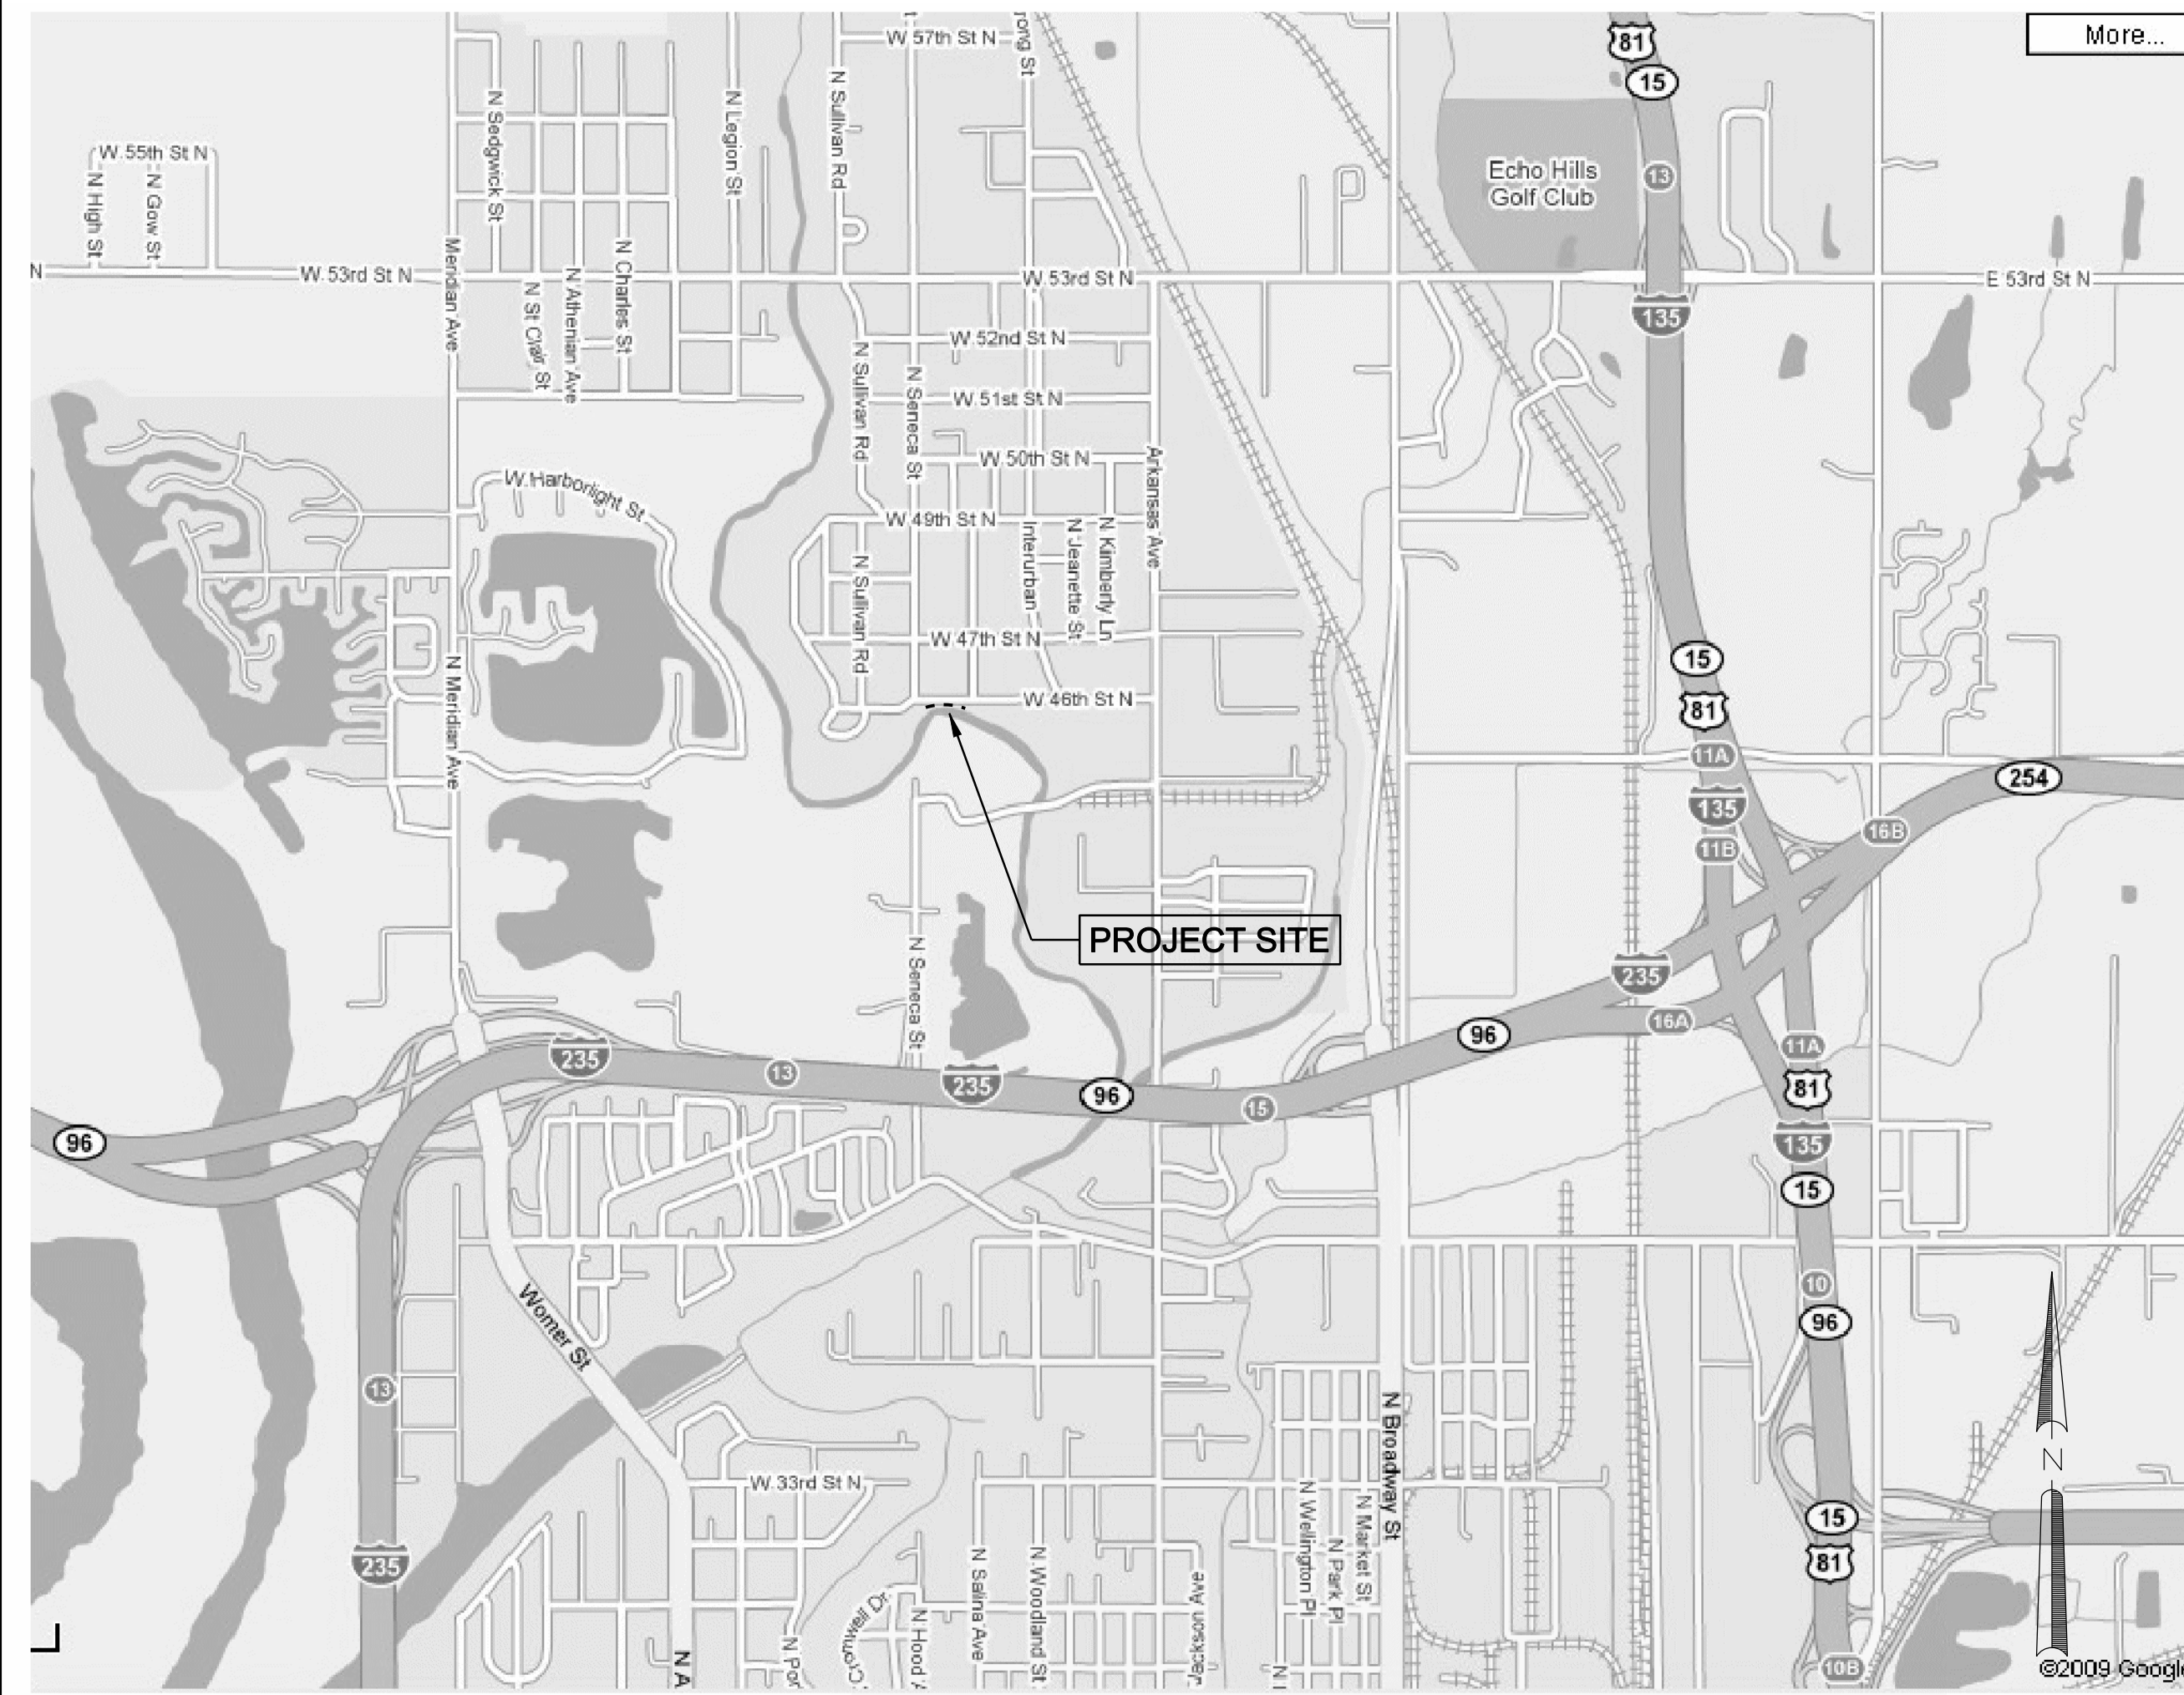 More...
W 57th St N
81
15
N Sedgwick St
N Legion St
N Sullivan Rd
W 55th St N
N High St
N Gow St
Echo Hills
Golf Club
13
Meridian Ave
N Charles St
N
W 53rd St N
W 53rd St N
E 53rd St N
N St Clair St
N Athenian Ave
135
W 52nd St N
N Sullivan Rd
N Seneca St
W 51st St N
W 50th St N
Arkansas Ave
W Harborlight St
W 49th St N
Interurban
N Jeanette St
N Kimberly Ln
N Sullivan Rd
W 47th St N
N Meridian Ave
15
W 46th St N
81
11A
254
135
16B
11B
PROJECT SITE
N Seneca St
235
96
16A
11A
235
13
235
96
15
81
96
135
15
10
Womer St
96
13
N Broadway St
N
W 33rd St N
N Wellington Pl
N Park Pl
N Market St
15
235
81
N Salina Ave
N Woodland St
Jackson Ave
N Hood A
N Por
N A
10B
©2009 Google